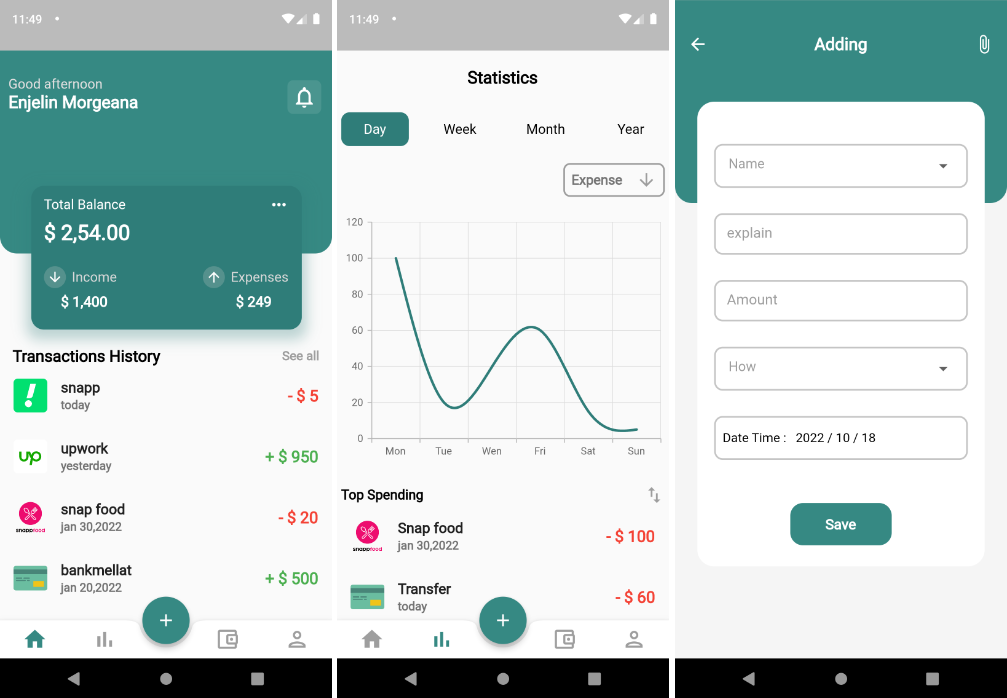 11:49
Good afternoon
Enjelin Morgeana
Total Balance
$ 2,54.00
Income
Expenses
$ 1,400
$ 249
Transactions History
See all
snapp
today
- $ 5
upwork
yesterday
+ $ 950
up
snap food
jan 30,2022
- $ 20
snappfood
bankmellat
jan 20,2022
+ $ 500
11:49
Statistics
Day
Week
Month
Year
Expense
120
100
80
60
40
20
0
Mon
Tue
Wen
Fri
Sat
Sun
Top Spending
Snap food
jan 30,2022
- $ 100
snappfood
Transfer
today
- $ 60
Adding
Name
explain
Amount
How
Date Time : 2022 / 10 / 18
Save